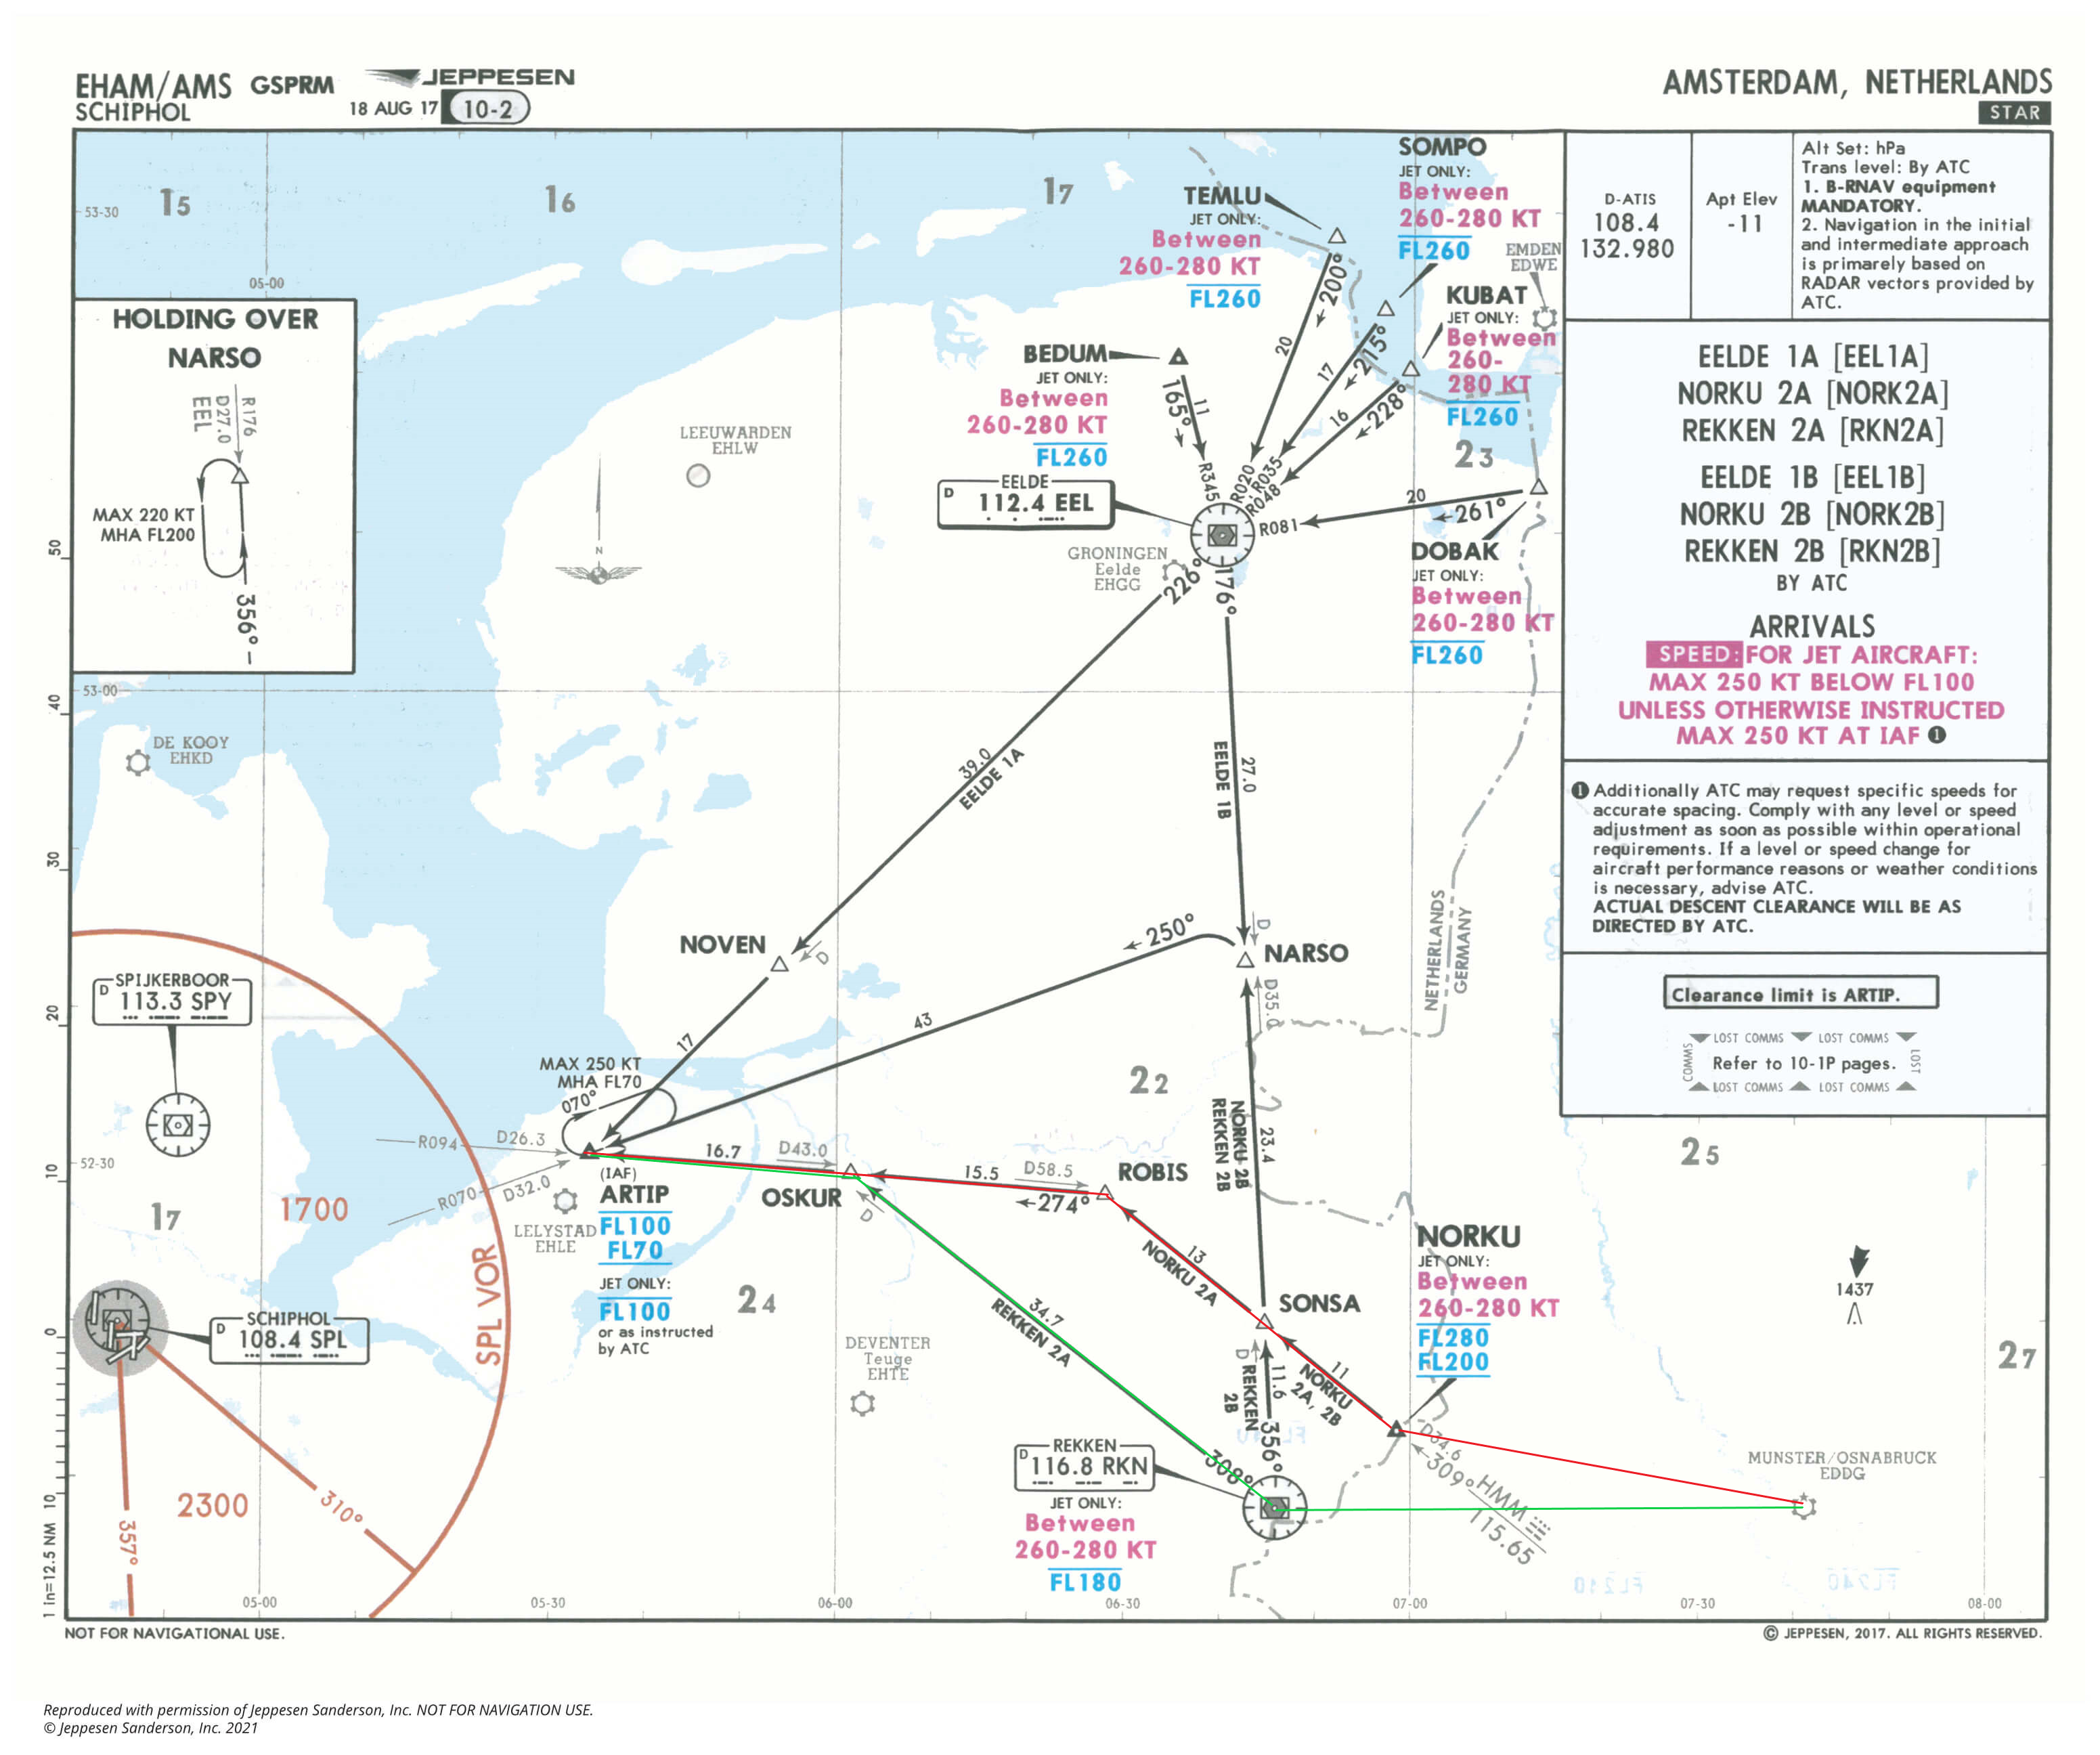 EHAM/AMS GSPRM JEPPESEN
SCHIPHOL 18 AUG 17 10-2
AMSTERDAM, NETHERLANDS
STAR
D-ATIS
108.4
132.980
Apt Elev
-11
Alt Set: hPa
Trans level: By ATC
1. B-RNAV equipment
MANDATORY.
2. Navigation in the initial
and intermediate approach
is primarely based on
RADAR vectors provided by
ATC.
EELDE 1A [EEL1A]
NORKU 2A [NORK2A]
REKKEN 2A [RKN2A]
EELDE 1B [EEL1B]
NORKU 2B [NORK2B]
REKKEN 2B [RKN2B]
BY ATC
ARRIVALS
SPEED: FOR JET AIRCRAFT:
MAX 250 KT BELOW FL100
UNLESS OTHERWISE INSTRUCTED
MAX 250 KT AT IAF ❶
❶ Additionally ATC may request specific speeds for
accurate spacing. Comply with any level or speed
adjustment as soon as possible within operational
requirements. If a level or speed change for
aircraft performance reasons or weather conditions
is necessary, advise ATC.
ACTUAL DESCENT CLEARANCE WILL BE AS
DIRECTED BY ATC.
Clearance limit is ARTIP.
LOST COMMS LOST COMMS
COMMS
Refer to 10-1P pages.
LOST
LOST COMMS LOST COMMS
15
16
17
53-30
05-00
HOLDING OVER
NARSO
R176
D27.0
EEL
MAX 220 KT
MHA FL200
356°
TEMLU
JET ONLY:
Between
260-280 KT
FL260
SOMPO
JET ONLY:
Between
260-280 KT
FL260
EMDEN
EDWE
KUBAT
JET ONLY:
Between
260-
280 KT
FL260
23
BEDUM
JET ONLY:
Between
260-280 KT
FL260
200°
20
215°
17
228°
16
165°
11
R345
R020
R035
R048
R081
20
261°
LEEUWARDEN
EHLW
EELDE
D 112.4 EEL
GRONINGEN
Eelde
EHGG
DOBAK
JET ONLY:
Between
260-280 KT
FL260
N
226°
176°
50
40
30
20
10
0
10
1 in=12.5 NM
53-00
DE KOOY
EHKD
39.0
EELDE 1A
EELDE 1B
27.0
NETHERLANDS
GERMANY
NOVEN
D
250°
D
NARSO
D35.0
43
17
SPIJKERBOOR
D 113.3 SPY
MAX 250 KT
MHA FL70
070°
22
NORKU 2B
REKKEN 2B
23.4
25
R094
D26.3
52-30
R070
D32.0
16.7
D43.0
15.5
D58.5
274°
ROBIS
OSKUR
D
(IAF)
ARTIP
FL100
FL70
JET ONLY:
FL100
or as instructed
by ATC
LELYSTAD
EHLE
17
1700
SPL VOR
24
13
NORKU 2A
SONSA
NORKU
JET ONLY:
Between
260-280 KT
FL280
FL200
1437
27
SCHIPHOL
D 108.4 SPL
34.7
REKKEN 2A
DEVENTER
Teuge
EHTE
D
REKKEN
2B
11.6
11
NORKU
2A, 2B
356°
308°
D34.6
309° HMM
115.65
MUNSTER/OSNABRUCK
EDDG
REKKEN
D 116.8 RKN
JET ONLY:
Between
260-280 KT
FL180
2300
310°
357°
05-00
05-30
06-00
06-30
07-00
07-30
08-00
NOT FOR NAVIGATIONAL USE.
© JEPPESEN, 2017. ALL RIGHTS RESERVED.
Reproduced with permission of Jeppesen Sanderson, Inc. NOT FOR NAVIGATION USE.
© Jeppesen Sanderson, Inc. 2021